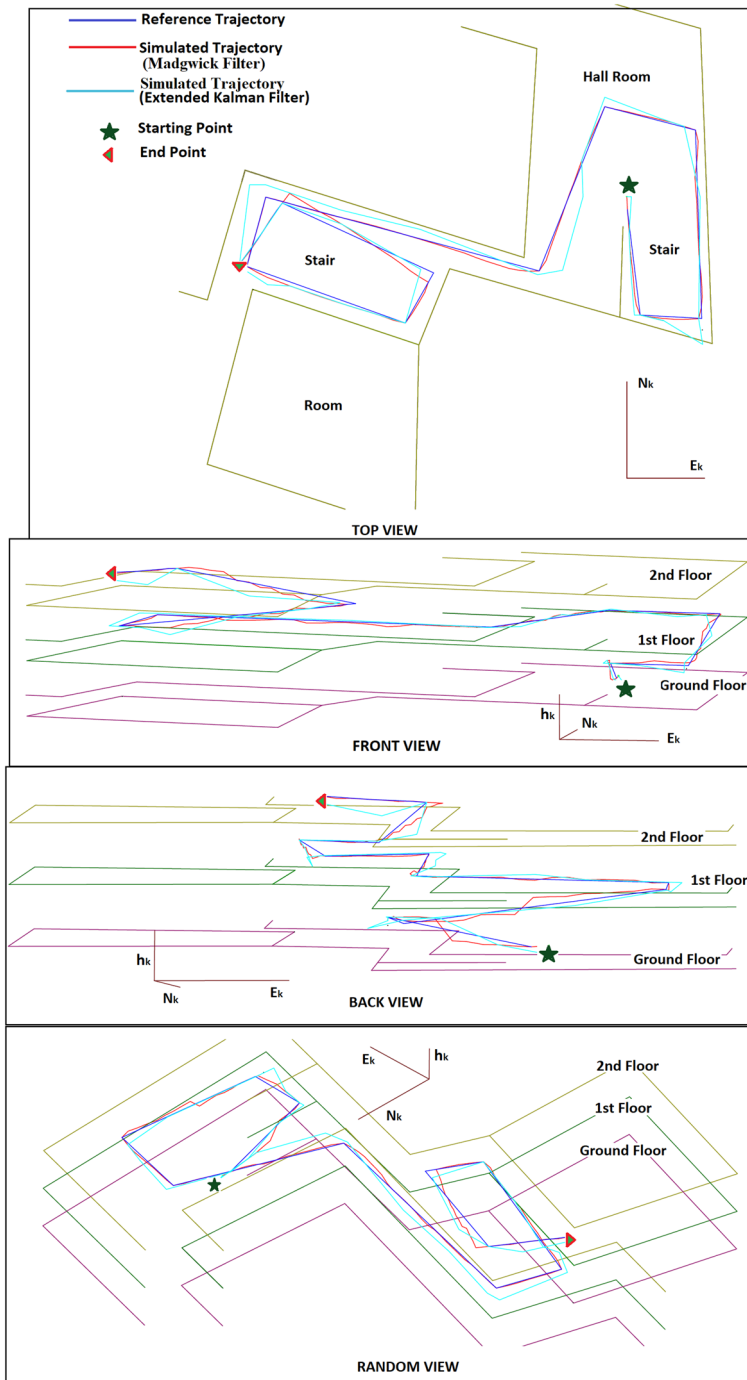 Reference Trajectory
Simulated Trajectory
(Madgwick Filter)
Simulated Trajectory
(Extended Kalman Filter)
Starting Point
End Point
Hall Room
Stair
Stair
Room
Nk
Ek
TOP VIEW
2nd Floor
1st Floor
Ground Floor
hk
Nk
Ek
FRONT VIEW
2nd Floor
1st Floor
Ground Floor
hk
Nk
Ek
BACK VIEW
Ek
hk
Nk
2nd Floor
1st Floor
Ground Floor
RANDOM VIEW